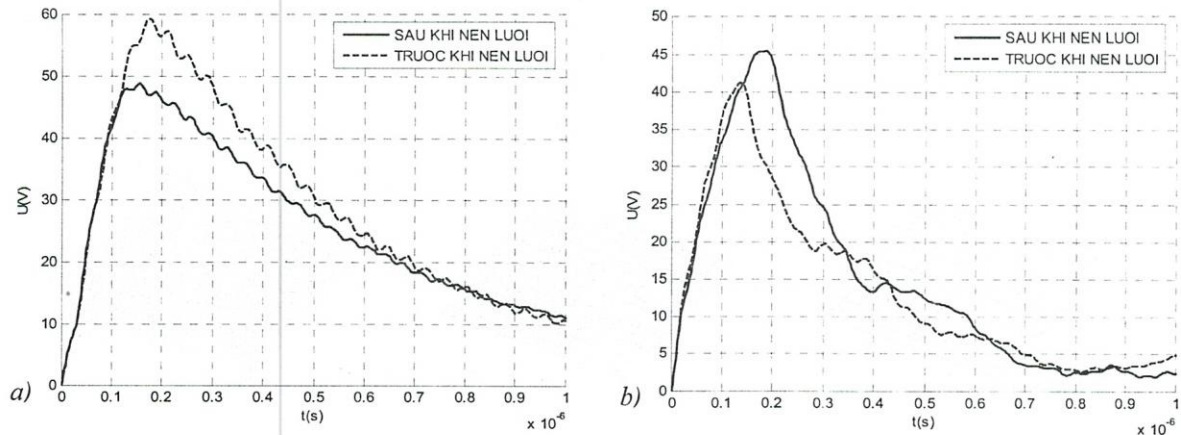 60
50
40
30
20
10
0
U(V)
SAU KHI NEN LUOI
TRUOC KHI NEN LUOI
0 0.1 0.2 0.3 0.4 0.5 0.6 0.7 0.8 0.9 1
t(s)
x 10⁻⁶
a)
50
45
40
35
30
25
20
15
10
5
0
U(V)
SAU KHI NEN LUOI
TRUOC KHI NEN LUOI
0 0.1 0.2 0.3 0.4 0.5 0.6 0.7 0.8 0.9 1
t(s)
x 10⁻⁶
b)